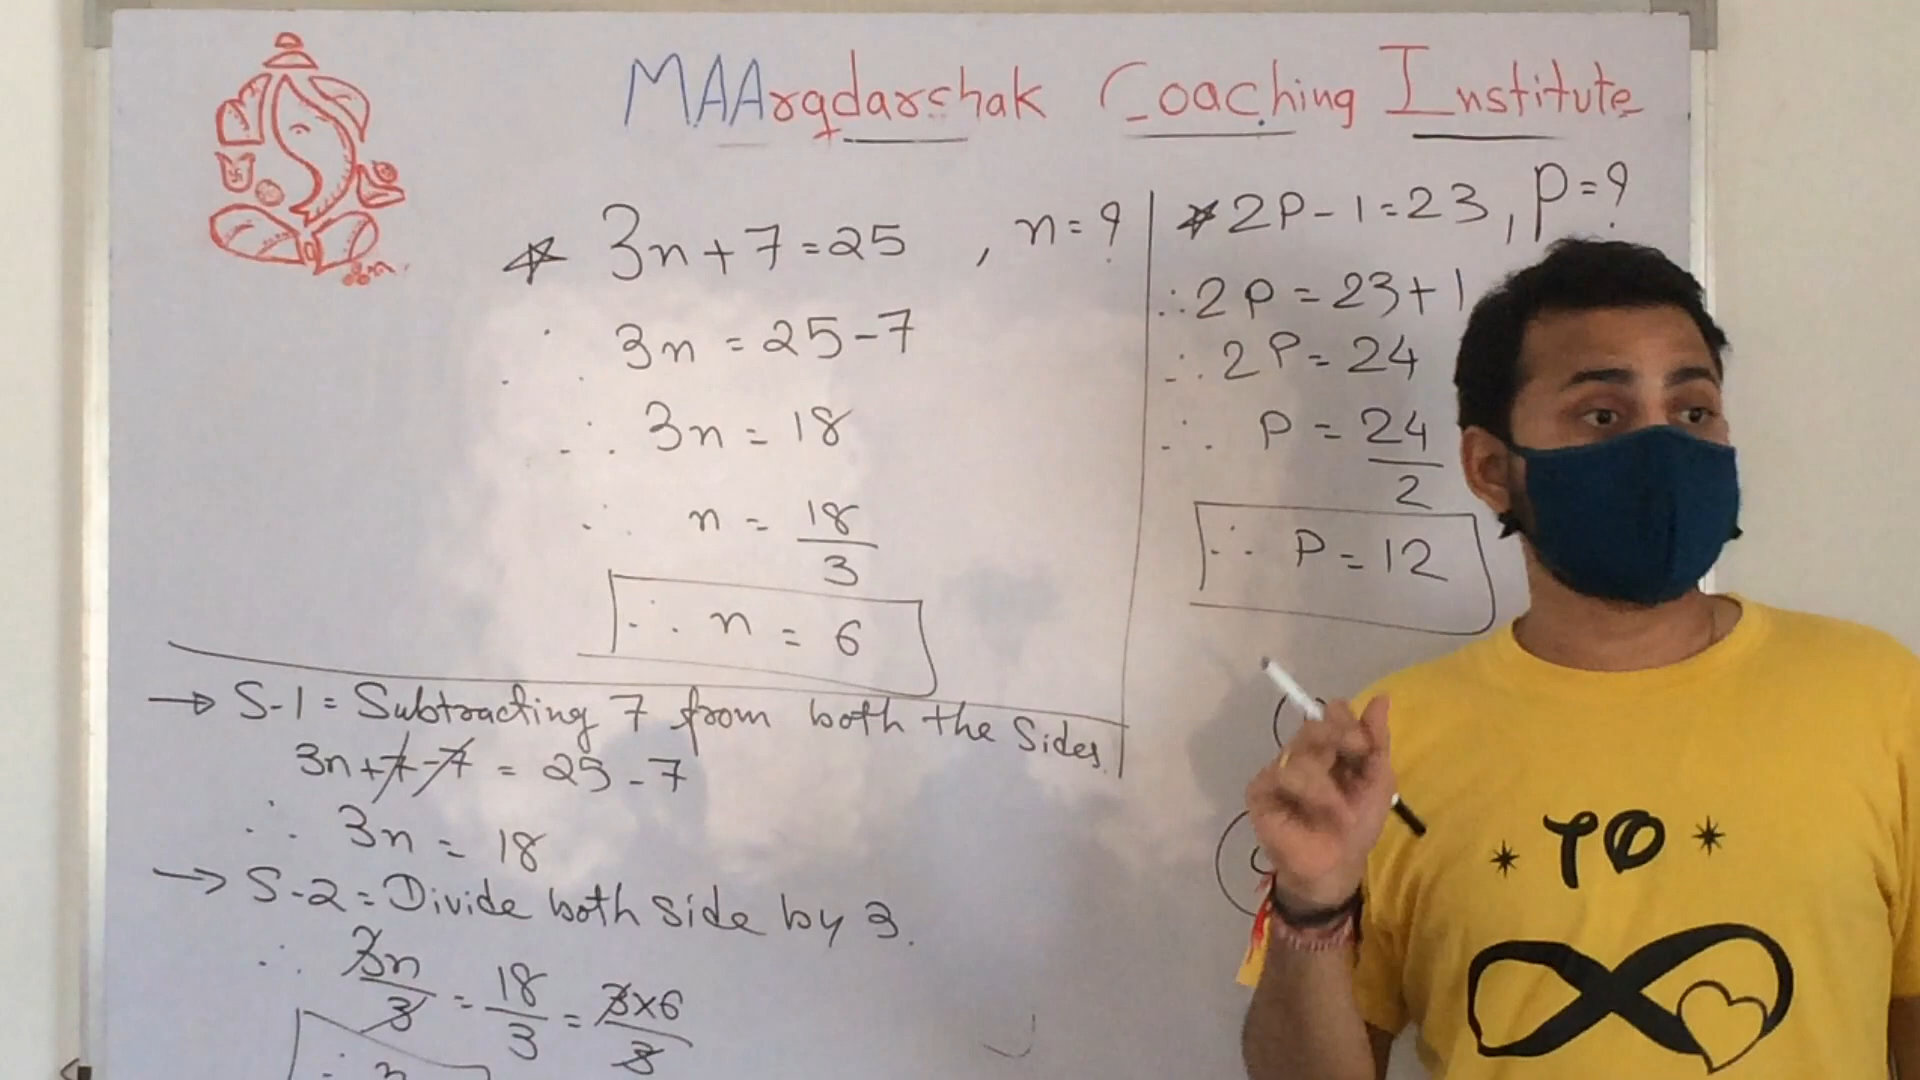 MAArgdarshak Coaching Institute
* 3n + 7 = 25 , n = ?
3n = 25 - 7
∴ 3n = 18
∴ n = 18/3
∴ n = 6
* 2P - 1 = 23, P = ?
∴ 2P = 23 + 1
∴ 2P = 24
∴ P = 24/2
∴ P = 12
→ S-1 = Subtracting 7 from both the Sides.
3n + 7 - 7 = 25 - 7
∴ 3n = 18
→ S-2 = Divide both side by 3.
∴ 3n/3 = 18/3 = 3×6/3
∴ n
TO